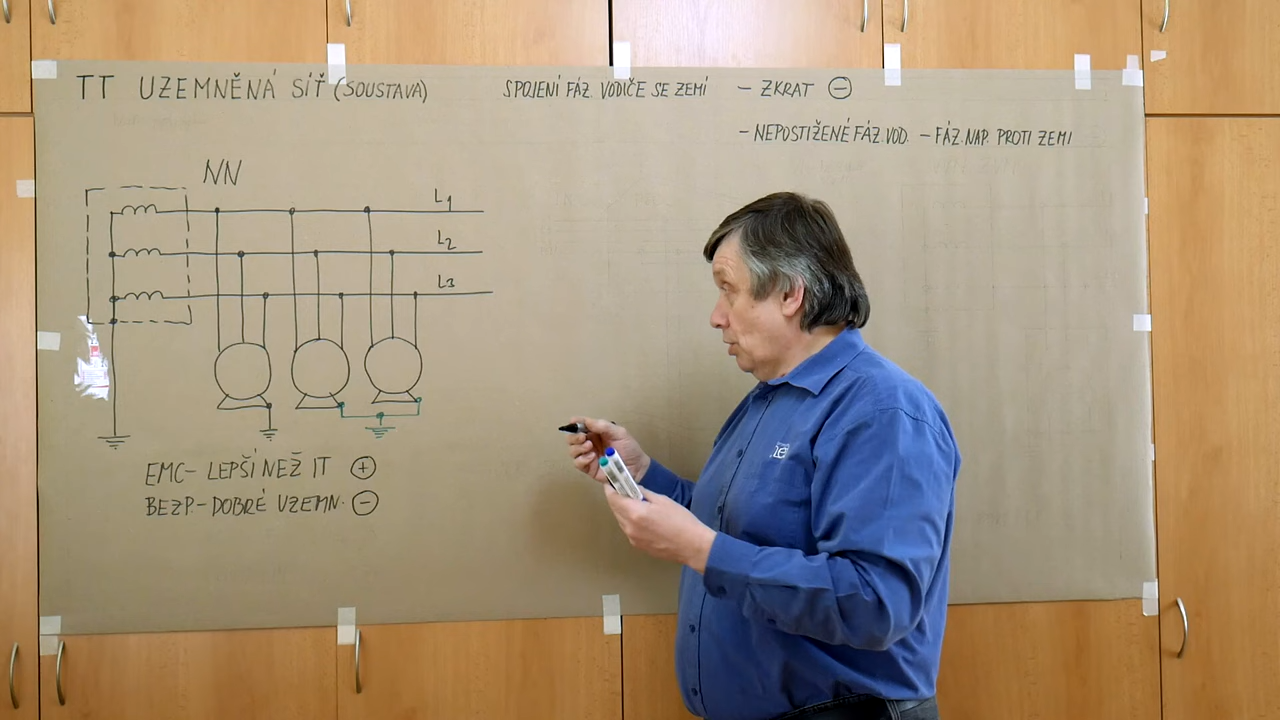 TT UZEMNĚNÁ SÍŤ (SOUSTAVA)
SPOJENÍ FÁZ. VODIČE SE ZEMÍ - ZKRAT ⊖
- NEPOSTIŽENÉ FÁZ. VOD. - FÁZ. NAP. PROTI ZEMI
NN
L1
L2
L3
EMC- LEPŠÍ NEŽ IT ⊕
BEZP-DOBRÉ UZEMN. ⊖